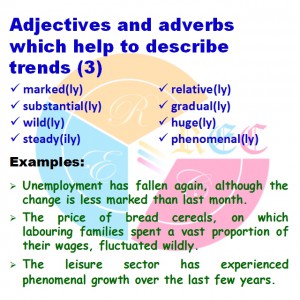 Adjectives and adverbs
which help to describe
trends (3)
✓ marked(ly) ✓ relative(ly)
✓ substantial(ly) ✓ gradual(ly)
✓ wild(ly) ✓ huge(ly)
✓ steady(ily) ✓ phenomenal(ly)
Examples:
➢ Unemployment has fallen again, although the
change is less marked than last month.
➢ The price of bread cereals, on which
labouring families spent a vast proportion of
their wages, fluctuated wildly.
➢ The leisure sector has experienced
phenomenal growth over the last few years.